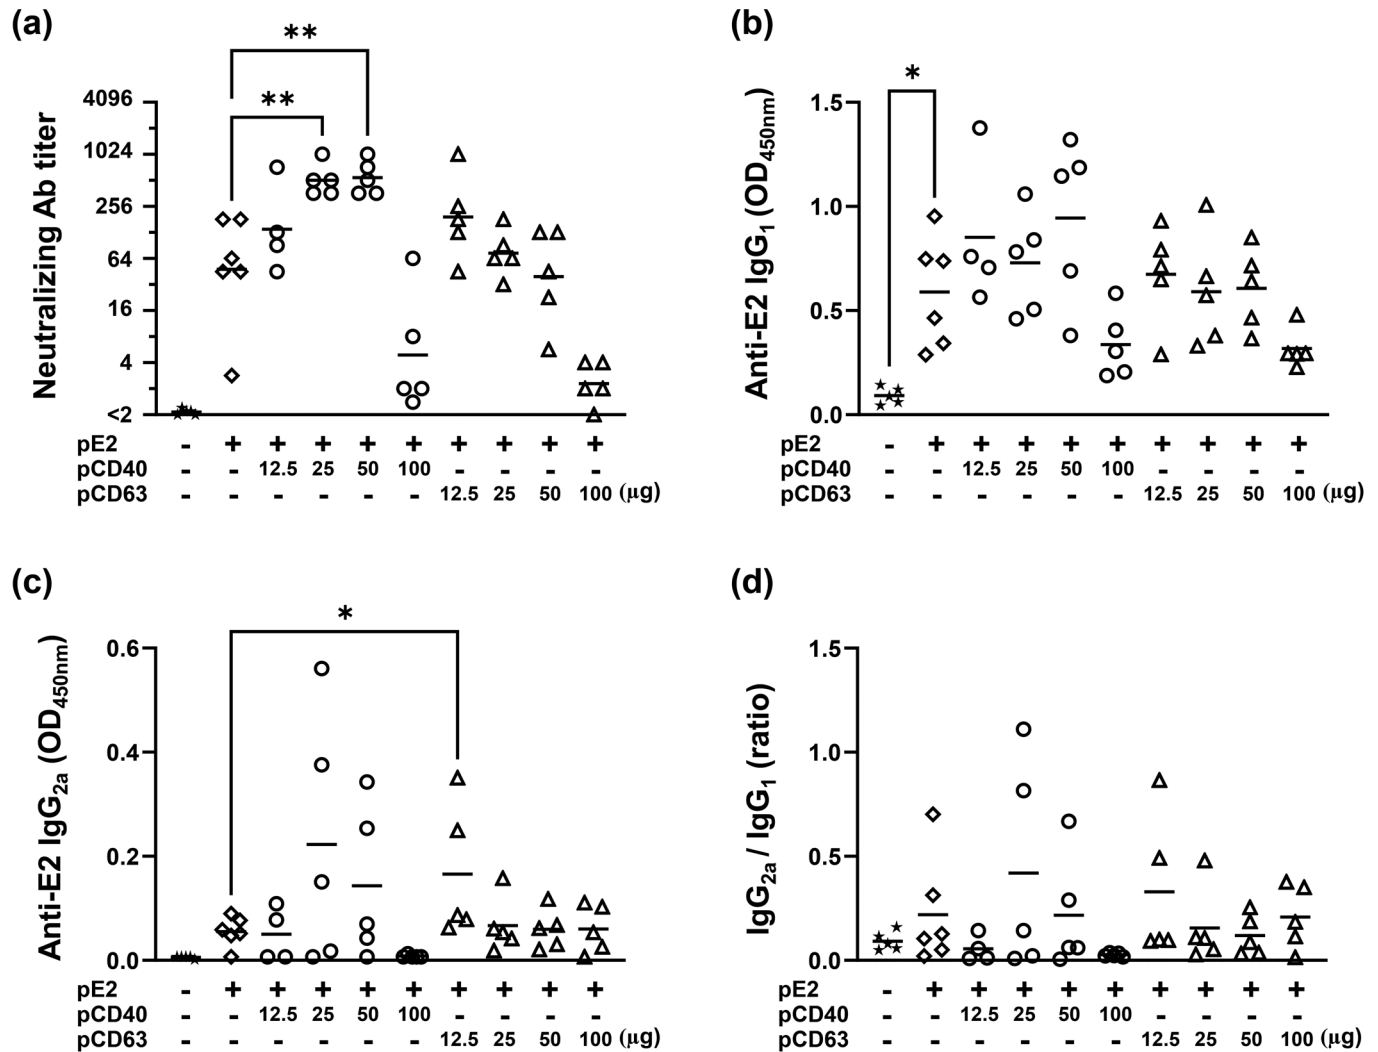 (a)
**
**
Neutralizing Ab titer
4096
1024
256
64
16
4
<2
pE2 - + + + + + + + + +
pCD40 - - 12.5 25 50 100 - - - -
pCD63 - - - - - - 12.5 25 50 100 (μg)
(b)
*
Anti-E2 IgG1 (OD450nm)
1.5
1.0
0.5
0.0
pE2 - + + + + + + + + +
pCD40 - - 12.5 25 50 100 - - - -
pCD63 - - - - - - 12.5 25 50 100 (μg)
(c)
*
Anti-E2 IgG2a (OD450nm)
0.6
0.4
0.2
0.0
pE2 - + + + + + + + + +
pCD40 - - 12.5 25 50 100 - - - -
pCD63 - - - - - - 12.5 25 50 100 (μg)
(d)
IgG2a / IgG1 (ratio)
1.5
1.0
0.5
0.0
pE2 - + + + + + + + + +
pCD40 - - 12.5 25 50 100 - - - -
pCD63 - - - - - - 12.5 25 50 100 (μg)